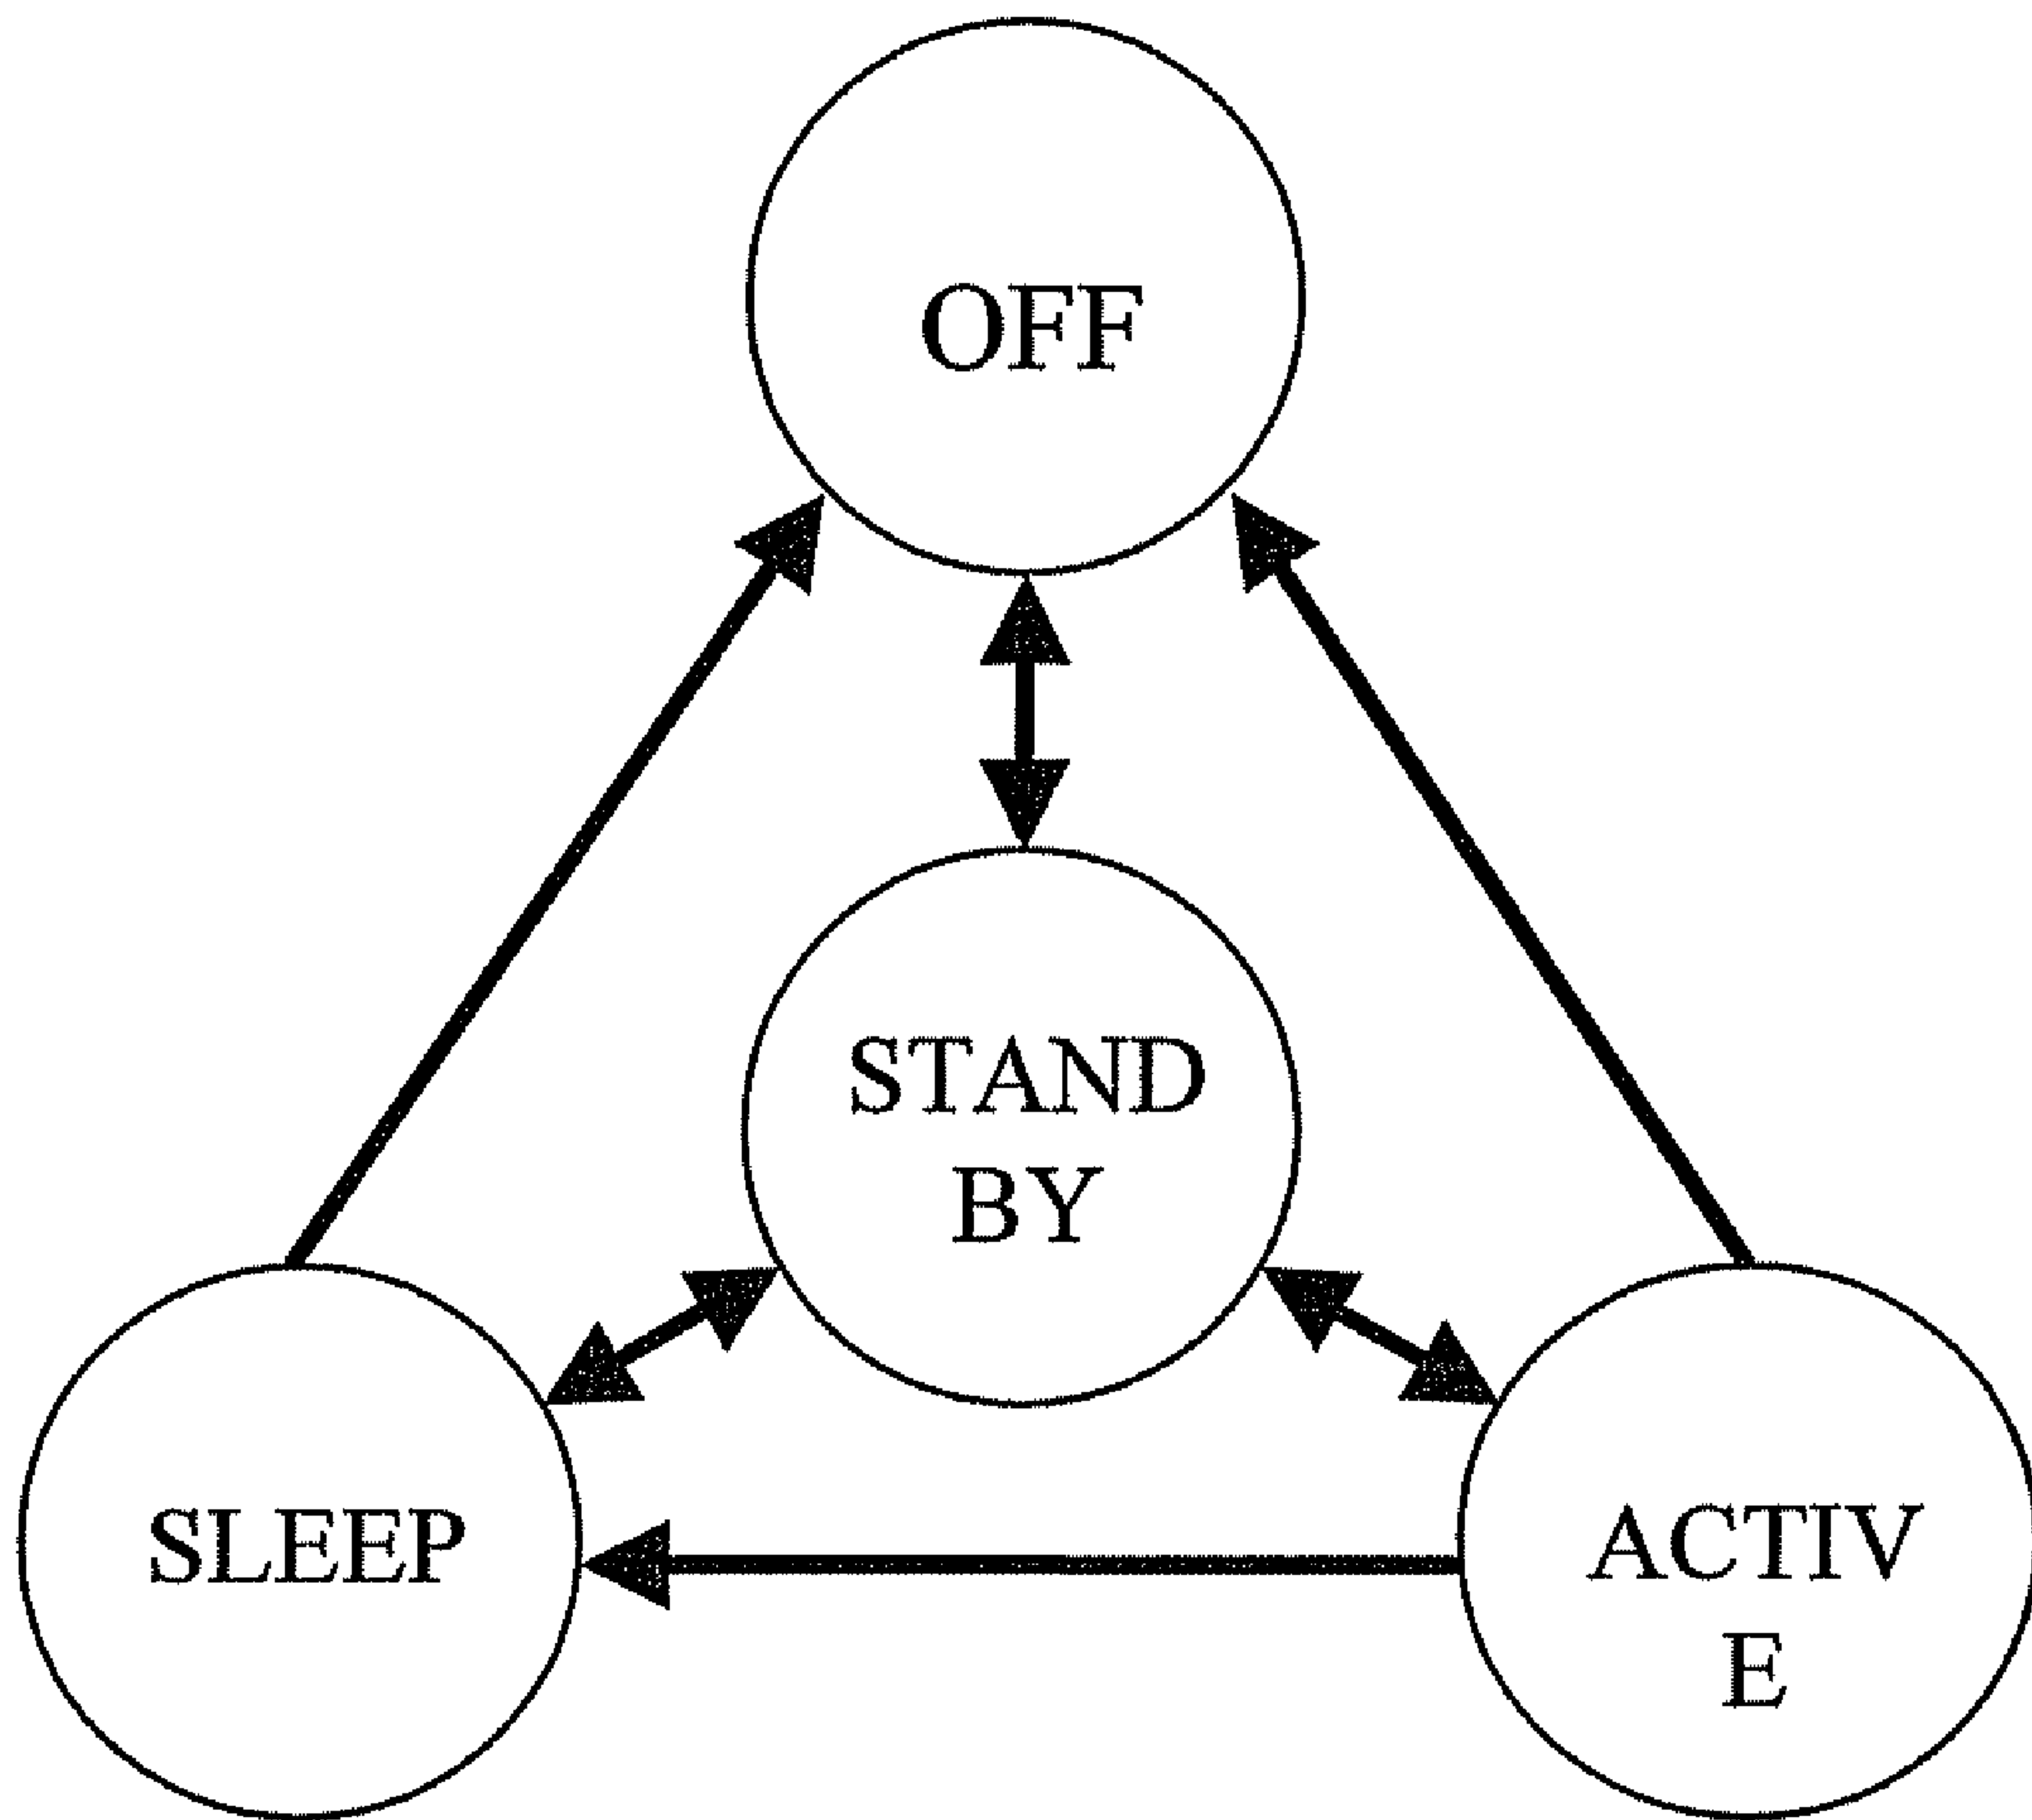 OFF
STAND
BY
SLEEP
ACTIV
E